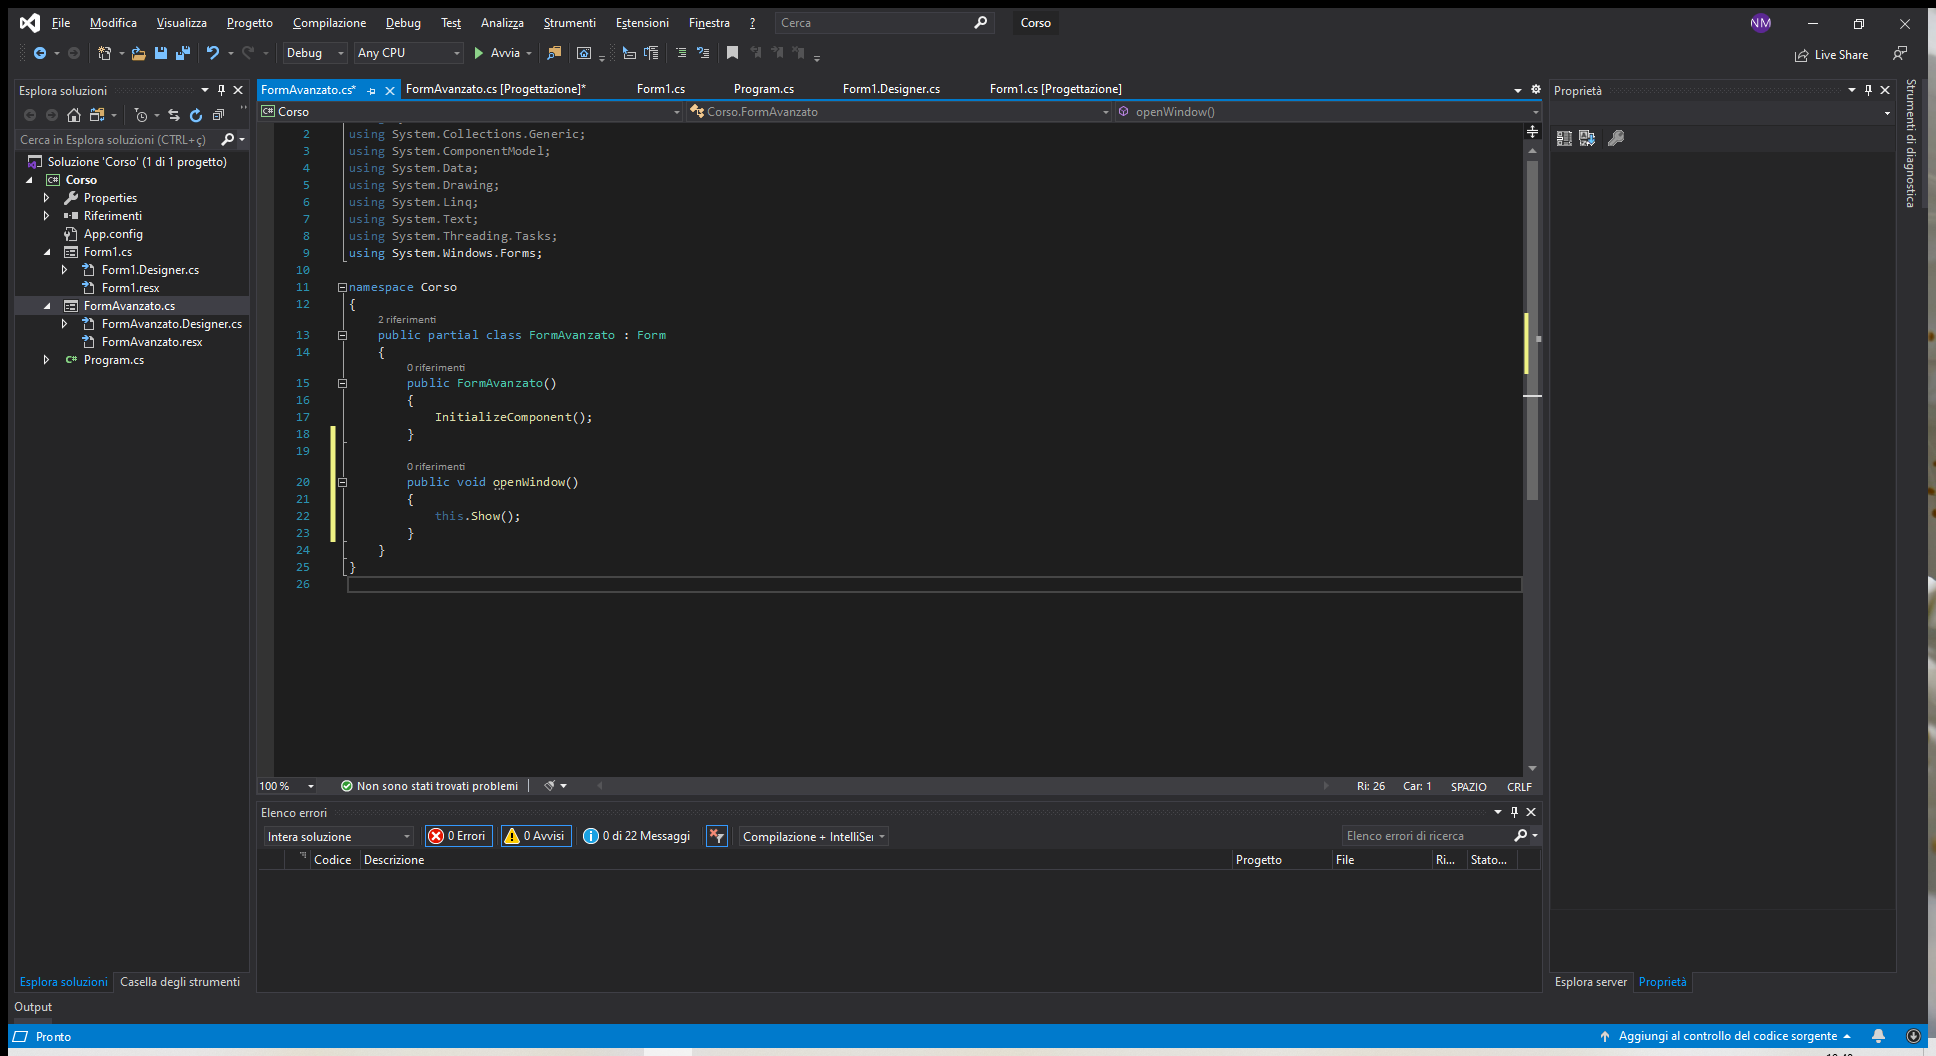 File Modifica Visualizza Progetto Compilazione Debug Test Analizza Strumenti Estensioni Finestra ? Cerca Corso NM
Debug Any CPU Avvia Live Share
Esplora soluzioni
Cerca in Esplora soluzioni (CTRL+ç)
Soluzione 'Corso' (1 di 1 progetto)
C# Corso
Properties
Riferimenti
App.config
Form1.cs
Form1.Designer.cs
Form1.resx
FormAvanzato.cs
FormAvanzato.Designer.cs
FormAvanzato.resx
C# Program.cs
Esplora soluzioni Casella degli strumenti
FormAvanzato.cs* FormAvanzato.cs [Progettazione]* Form1.cs Program.cs Form1.Designer.cs Form1.cs [Progettazione]
C# Corso Corso.FormAvanzato openWindow()
2 using System.Collections.Generic;
3 using System.ComponentModel;
4 using System.Data;
5 using System.Drawing;
6 using System.Linq;
7 using System.Text;
8 using System.Threading.Tasks;
9 using System.Windows.Forms;
10
11 namespace Corso
12 {
2 riferimenti
13 public partial class FormAvanzato : Form
14 {
0 riferimenti
15 public FormAvanzato()
16 {
17 InitializeComponent();
18 }
19
0 riferimenti
20 public void openWindow()
21 {
22 this.Show();
23 }
24 }
25 }
26
100 % Non sono stati trovati problemi Ri: 26 Car: 1 SPAZIO CRLF
Elenco errori
Intera soluzione 0 Errori 0 Avvisi 0 di 22 Messaggi Compilazione + IntelliSe Elenco errori di ricerca
Codice Descrizione Progetto File Ri... Stato...
Proprietà
Esplora server Proprietà
Strumenti di diagnostica
Output
Pronto Aggiungi al controllo del codice sorgente